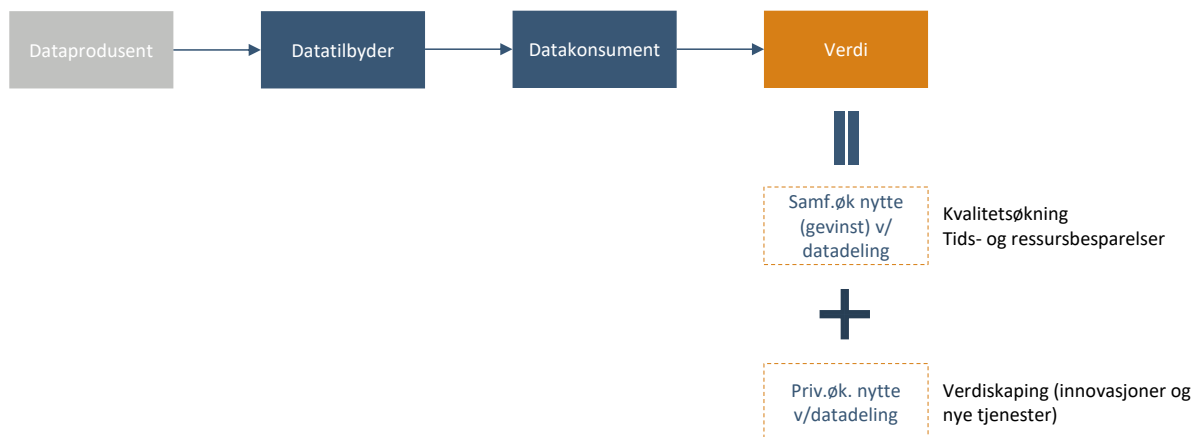 Dataprodusent
Datatilbyder
Datakonsument
Verdi
Samf.øk nytte
(gevinst) v/
datadeling
Kvalitetsøkning
Tids- og ressursbesparelser
Priv.øk. nytte
v/datadeling
Verdiskaping (innovasjoner og
nye tjenester)